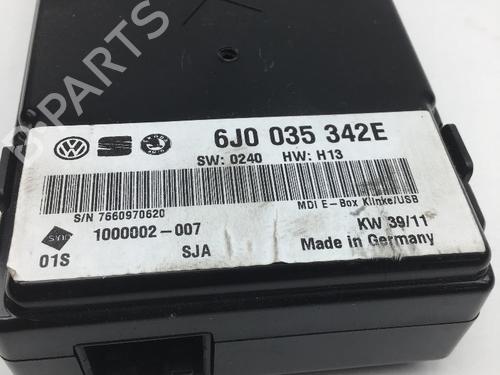 B-PARTS
6J0 035 342E
SW: 0240 HW: H13
S/N 7660970620
MDI E-Box Klinke/USB
1000002-007
KW 39/11
01S
SJA
Made in Germany